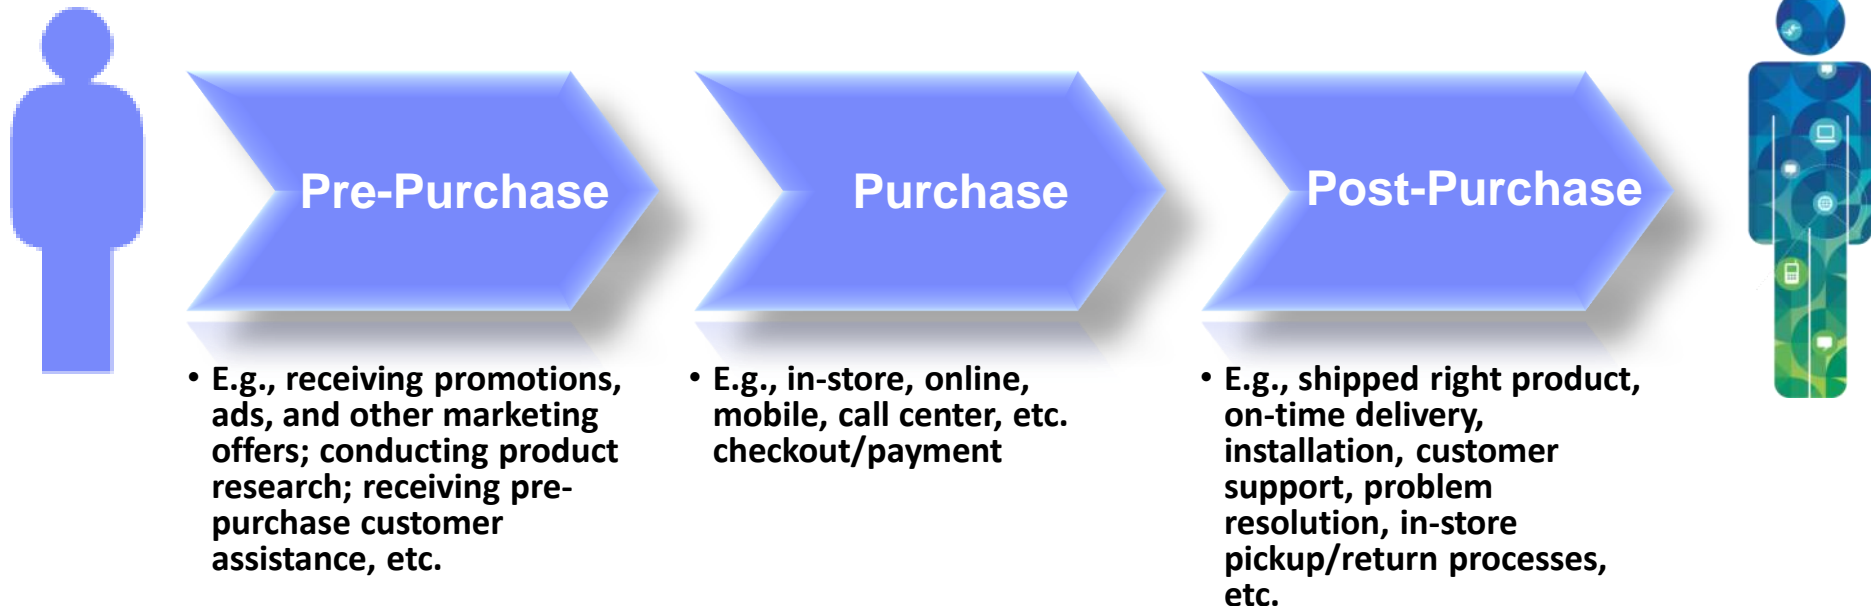 Pre-Purchase
• E.g., receiving promotions,
ads, and other marketing
offers; conducting product
research; receiving pre-
purchase customer
assistance, etc.
Purchase
• E.g., in-store, online,
mobile, call center, etc.
checkout/payment
Post-Purchase
• E.g., shipped right product,
on-time delivery,
installation, customer
support, problem
resolution, in-store
pickup/return processes,
etc.